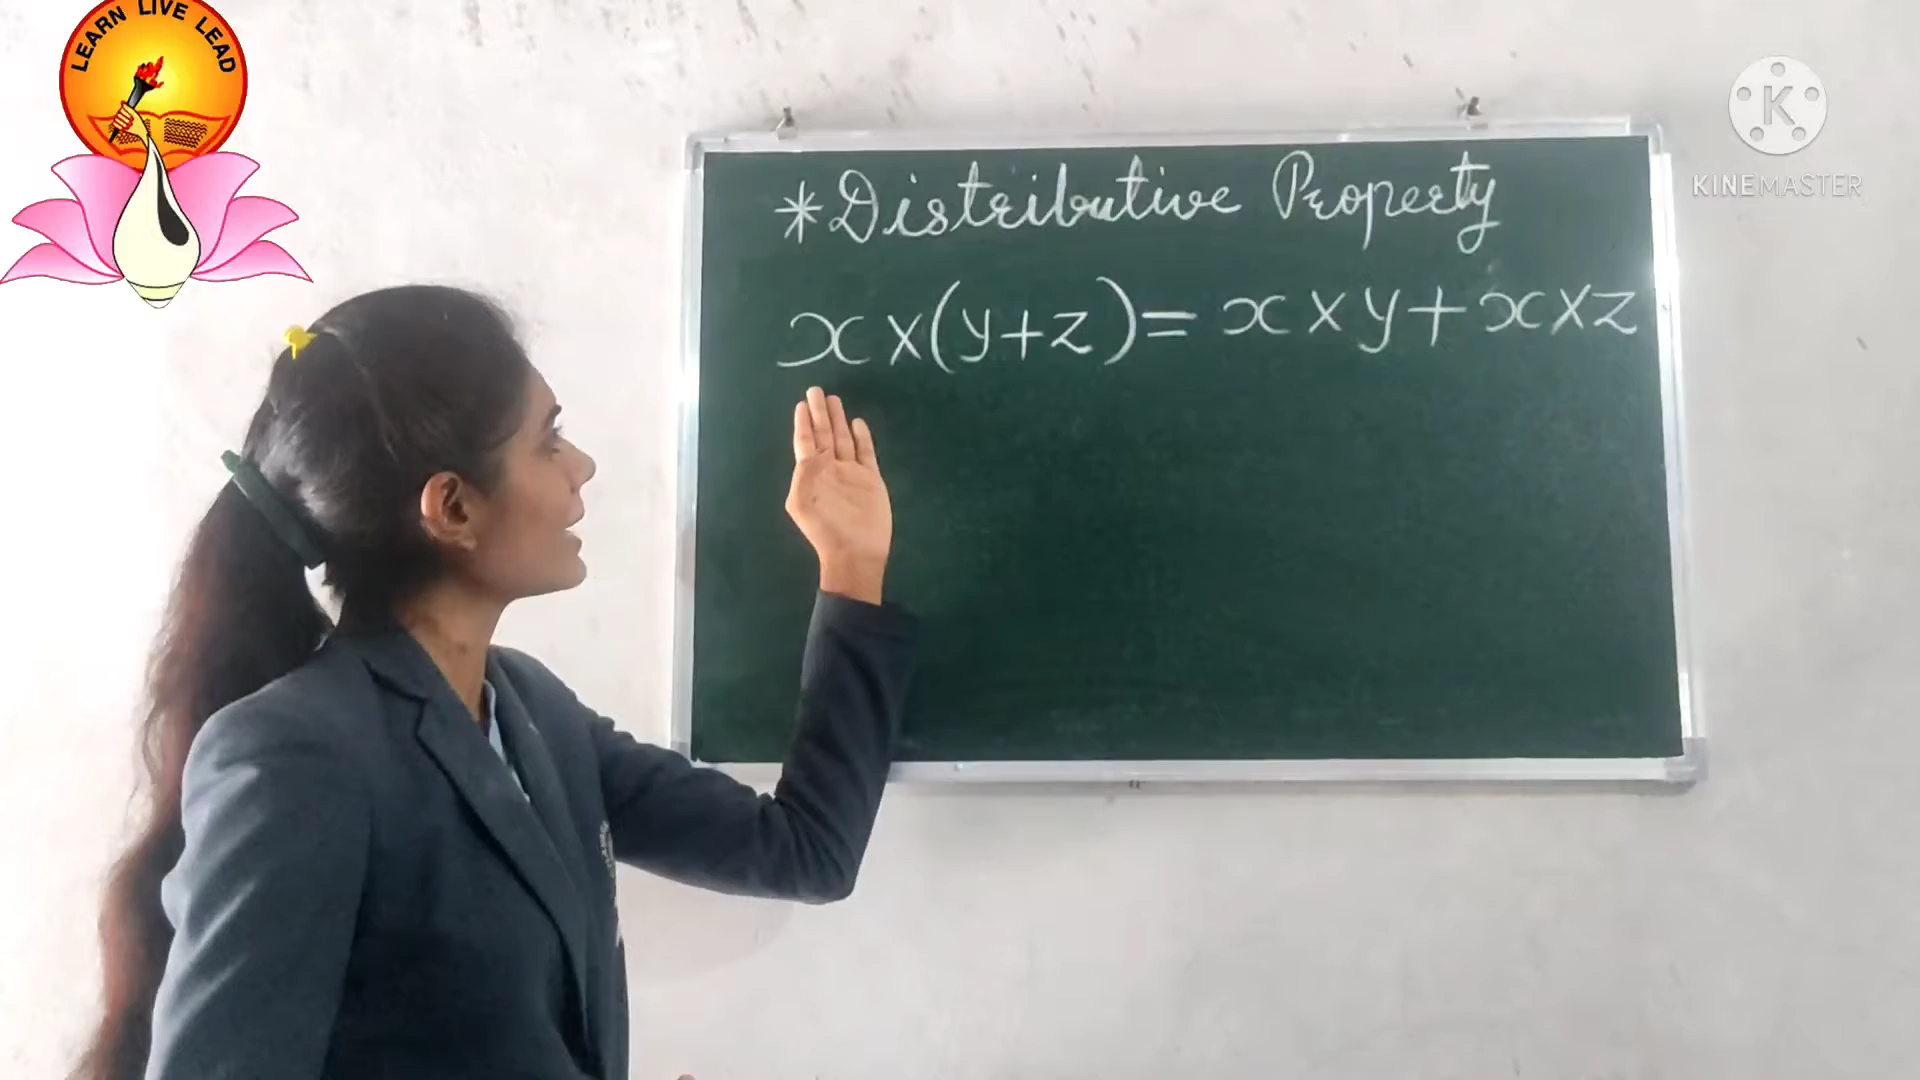 LEARN LIVE LEAD
K
KINEMASTER
*Distributive Property
x×(y+z)= x×y+x×z